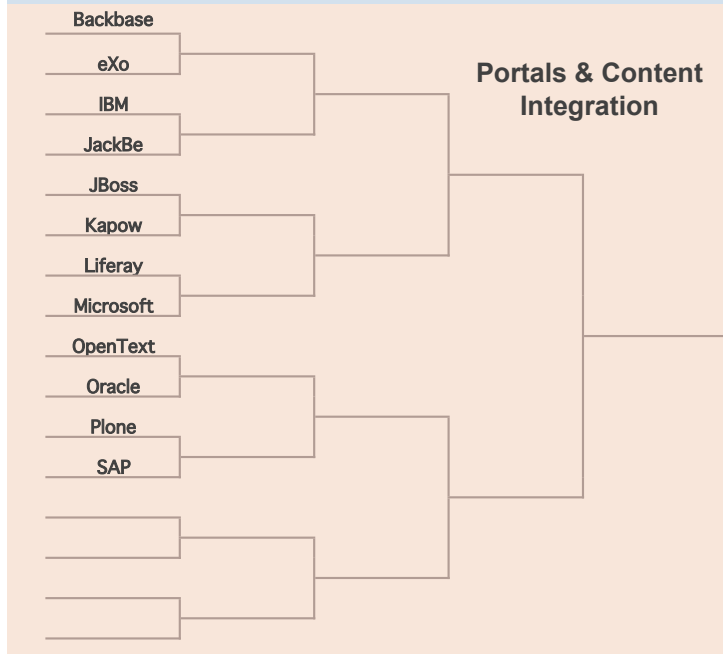 Backbase
eXo
IBM
JackBe
JBoss
Kapow
Liferay
Microsoft
OpenText
Oracle
Plone
SAP
Portals & Content
Integration